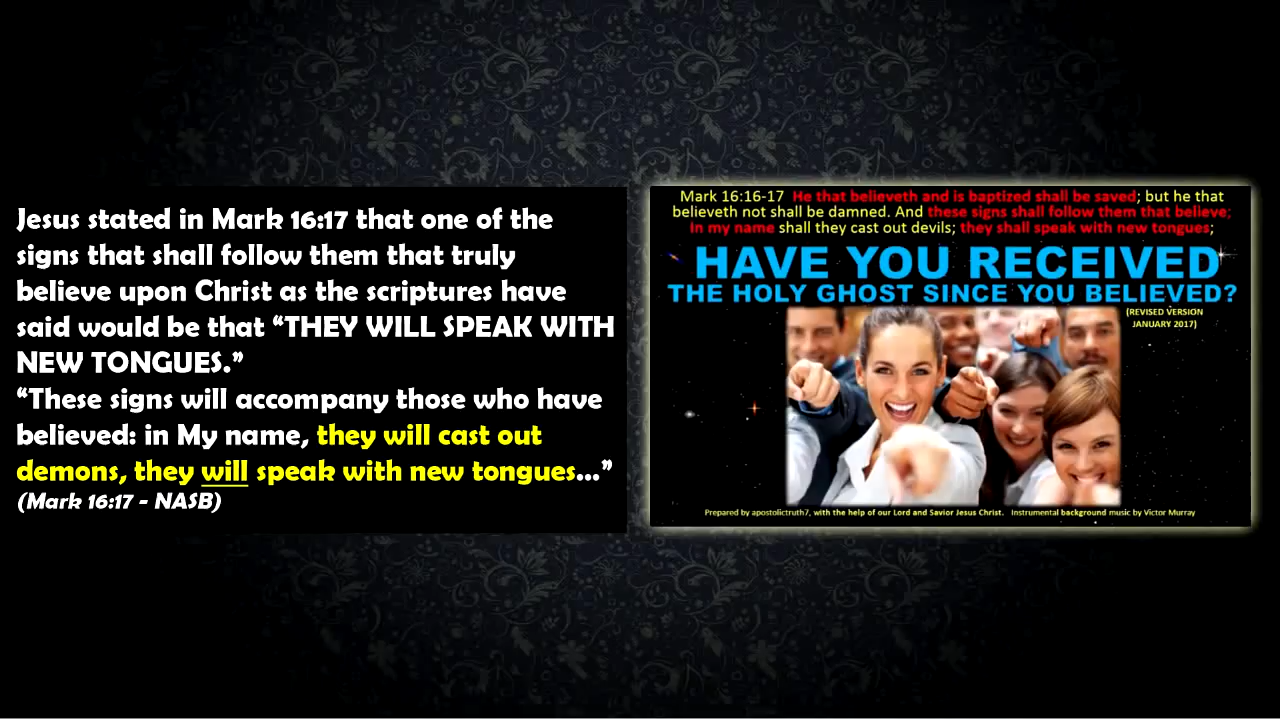 Jesus stated in Mark 16:17 that one of the
signs that shall follow them that truly
believe upon Christ as the scriptures have
said would be that “THEY WILL SPEAK WITH
NEW TONGUES.”
“These signs will accompany those who have
believed: in My name, they will cast out
demons, they will speak with new tongues...”
(Mark 16:17 - NASB)
Mark 16:16-17 He that believeth and is baptized shall be saved; but he that
believeth not shall be damned. And these signs shall follow them that believe;
In my name shall they cast out devils; they shall speak with new tongues;
HAVE YOU RECEIVED
THE HOLY GHOST SINCE YOU BELIEVED?
(REVISED VERSION
JANUARY 2017)
Prepared by apostolictruth7, with the help of our Lord and Savior Jesus Christ. Instrumental background music by Victor Murray